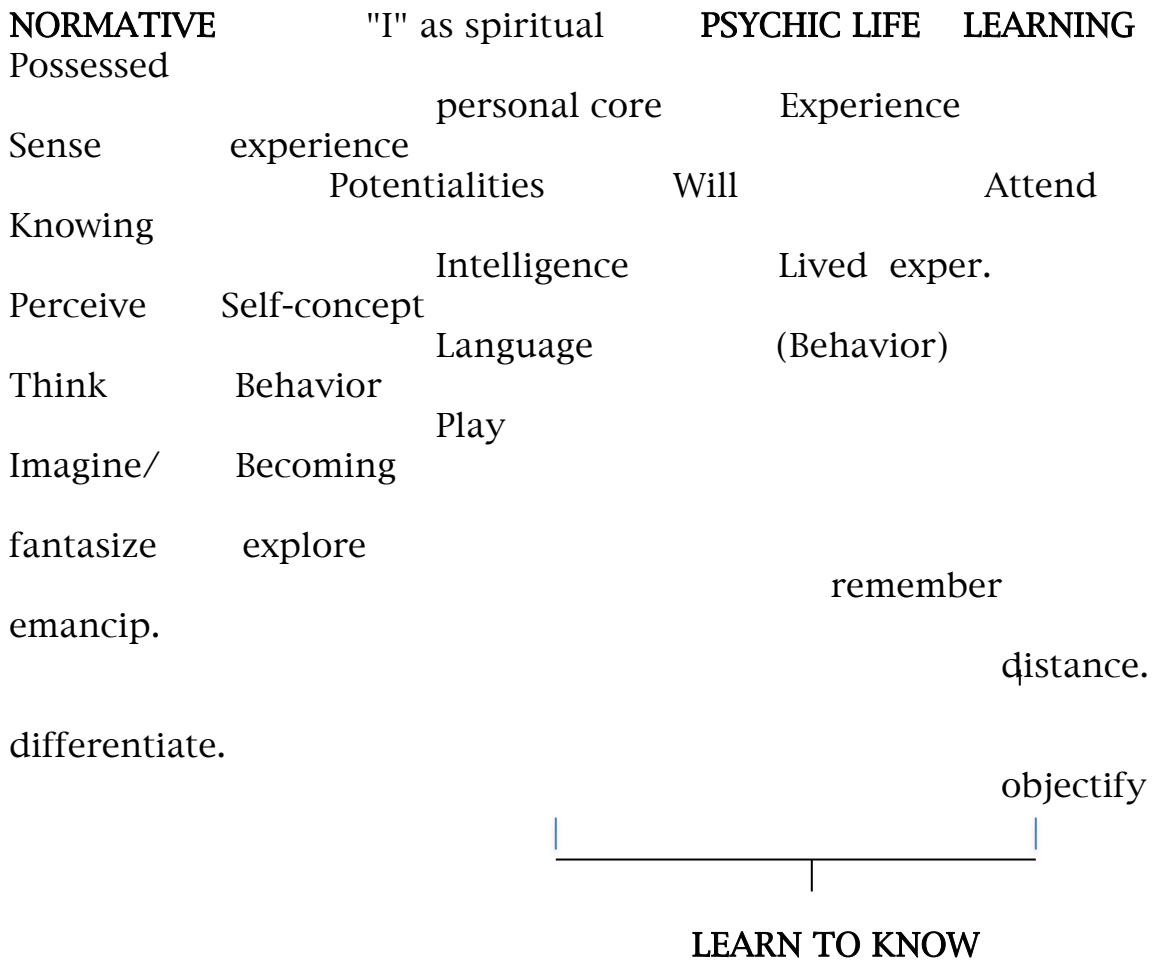 NORMATIVE "I" as spiritual PSYCHIC LIFE LEARNING
Possessed
personal core Experience
Sense experience
Potentialities Will Attend
Knowing
Intelligence Lived exper.
Perceive Self-concept
Language (Behavior)
Think Behavior
Play
Imagine/ Becoming
fantasize explore
remember
emancip.
distance.
differentiate.
objectify
LEARN TO KNOW